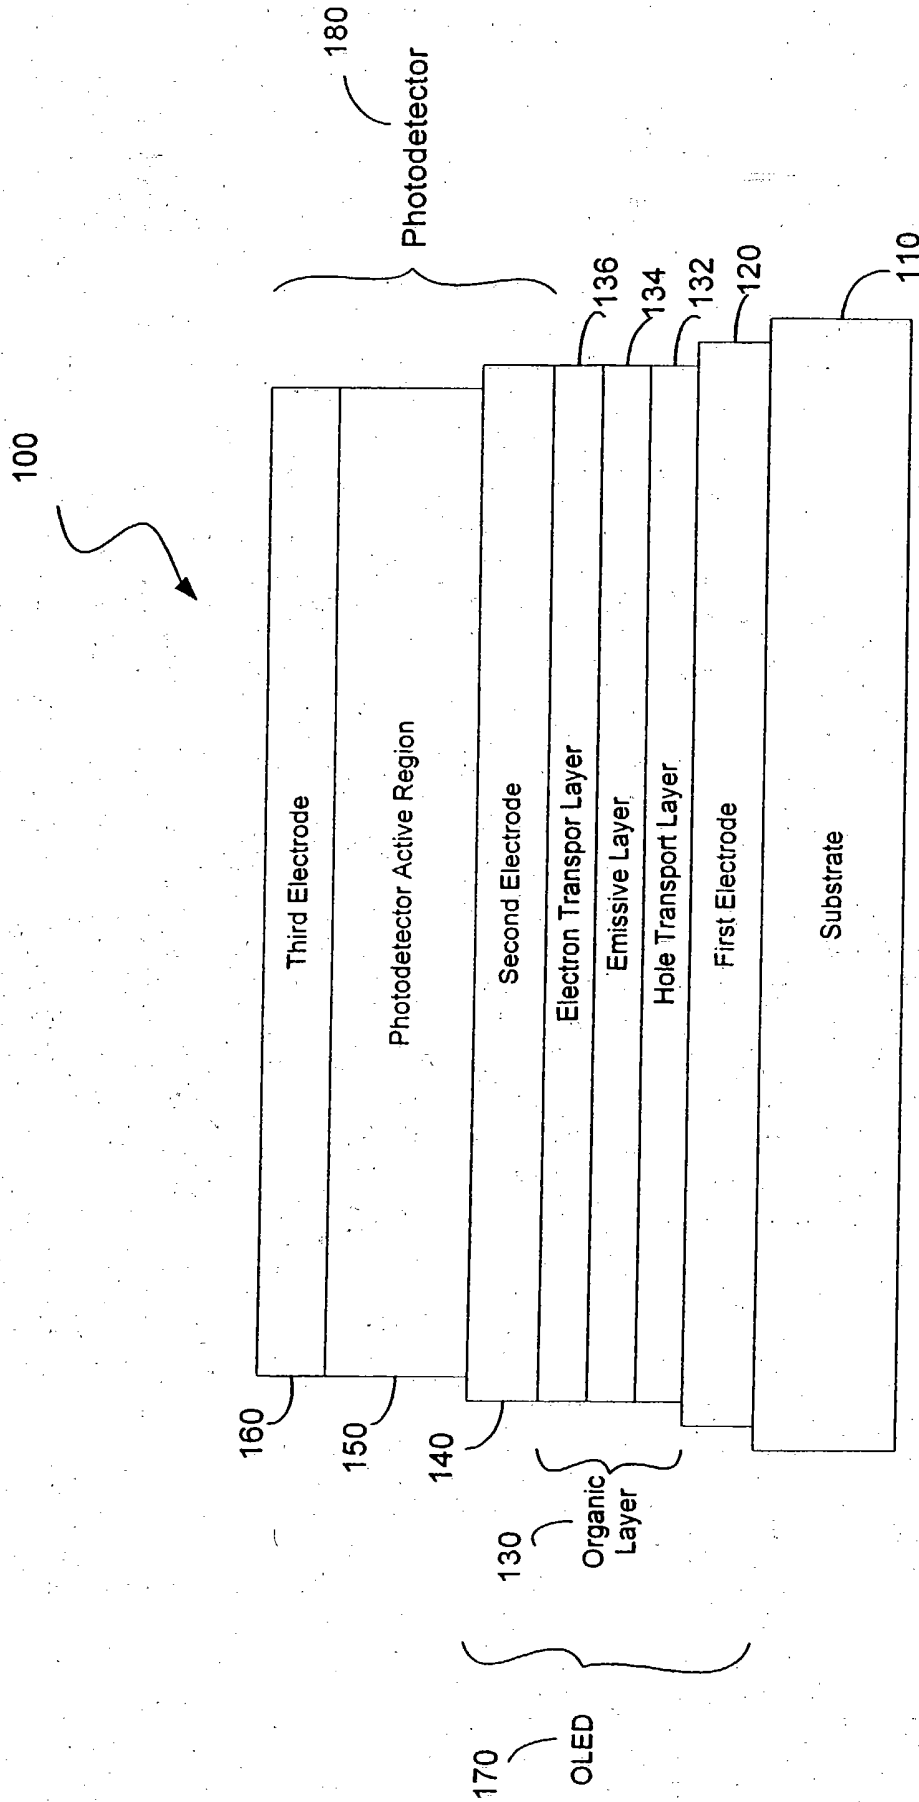 100
180
Photodetector
160
Third Electrode
150
Photodetector Active Region
140
Second Electrode
Electron Transpor Layer
136
Emissive Layer
134
Hole Transport Layer
132
First Electrode
120
Substrate
110
130
Organic
Layer
170
OLED